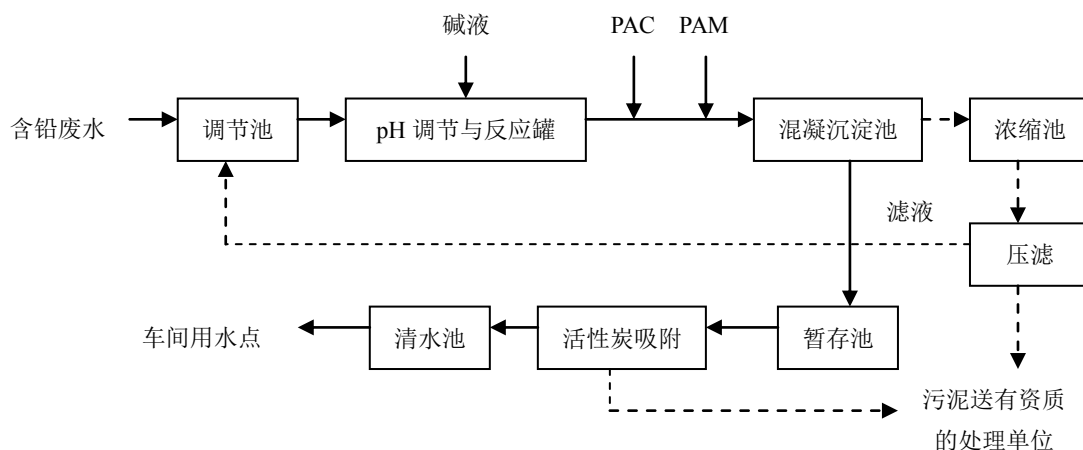 碱液
PAC
PAM
含铅废水
调节池
pH 调节与反应罐
混凝沉淀池
浓缩池
滤液
压滤
车间用水点
清水池
活性炭吸附
暂存池
污泥送有资质
的处理单位